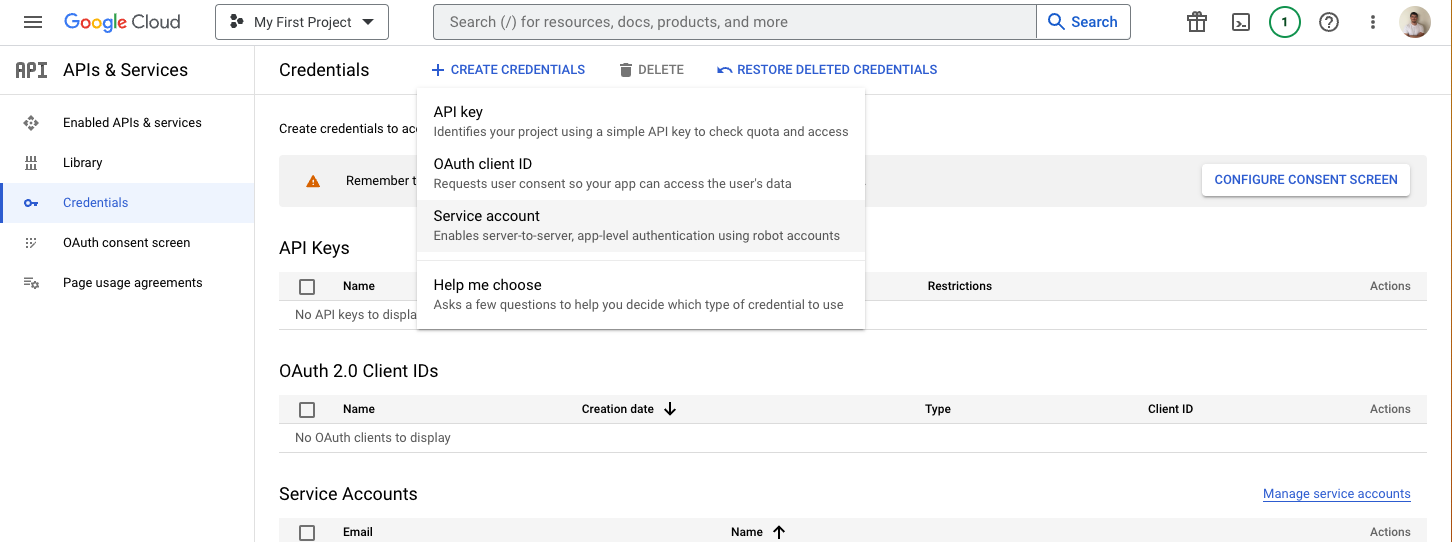 Google Cloud
My First Project
Search (/) for resources, docs, products, and more
Search
1
API
APIs & Services
Credentials
CREATE CREDENTIALS
DELETE
RESTORE DELETED CREDENTIALS
Enabled APIs & services
Library
Credentials
OAuth consent screen
Page usage agreements
Create credentials to
API key
Identifies your project using a simple API key to check quota and access
OAuth client ID
Requests user consent so your app can access the user's data
Service account
Enables server-to-server, app-level authentication using robot accounts
Help me choose
Asks a few questions to help you decide which type of credential to use
Remember
CONFIGURE CONSENT SCREEN
API Keys
Name
Restrictions
Actions
No API keys to
OAuth 2.0 Client IDs
Name
Creation date
Type
Client ID
Actions
No OAuth clients to display
Service Accounts
Manage service accounts
Email
Name
Actions